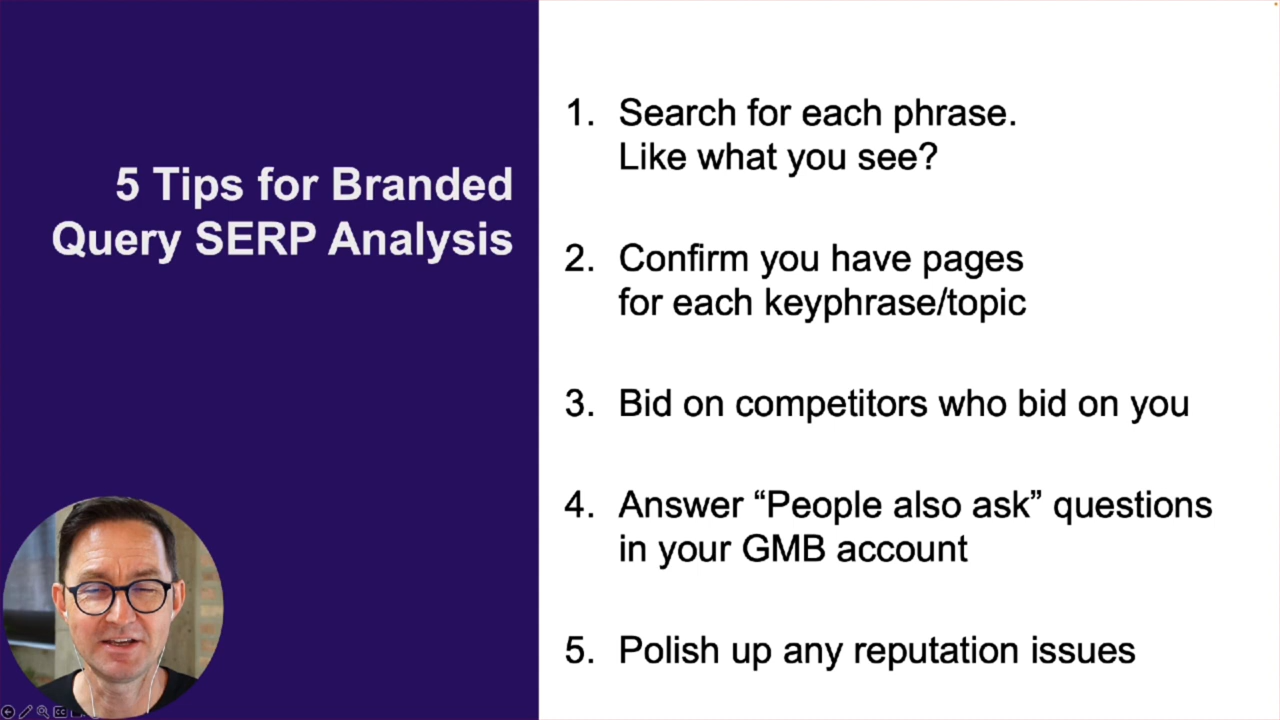 5 Tips for Branded
Query SERP Analysis
1. Search for each phrase.
Like what you see?
2. Confirm you have pages
for each keyphrase/topic
3. Bid on competitors who bid on you
4. Answer “People also ask” questions
in your GMB account
5. Polish up any reputation issues